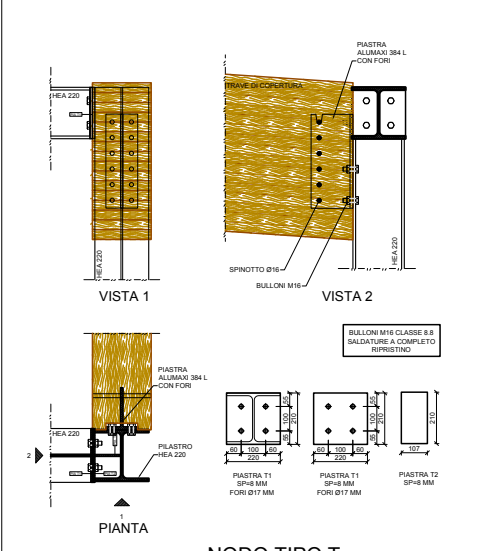 PIASTRA
ALUMAXI 384 L
CON FORI
HEA 220
TRAVE DI COPERTURA
HEA 220
HEA 220
SPINOTTO Ø16
BULLONI M16
VISTA 1
VISTA 2
BULLONI M16 CLASSE 8.8
SALDATURE A COMPLETO
RIPRISTINO
PIASTRA
ALUMAXI 384 L
CON FORI
HEA 220
PILASTRO
HEA 220
2
1
PIANTA
55
100
55
210
60
100
60
220
PIASTRA T1
SP=8 MM
FORI Ø17 MM
55
100
55
210
60
100
60
220
PIASTRA T1
SP=8 MM
FORI Ø17 MM
210
107
PIASTRA T2
SP=8 MM
NODO TIPO T